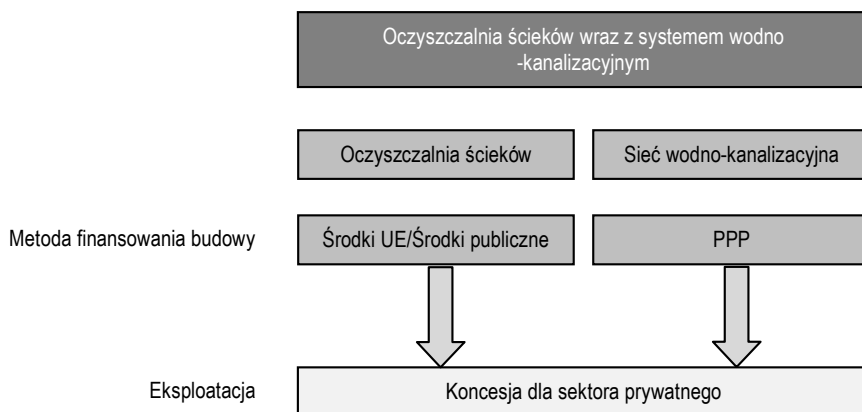 Oczyszczalnia ścieków wraz z systemem wodno
-kanalizacyjnym
Oczyszczalnia ścieków
Sieć wodno-kanalizacyjna
Metoda finansowania budowy
Środki UE/Środki publiczne
PPP
Eksploatacja
Koncesja dla sektora prywatnego